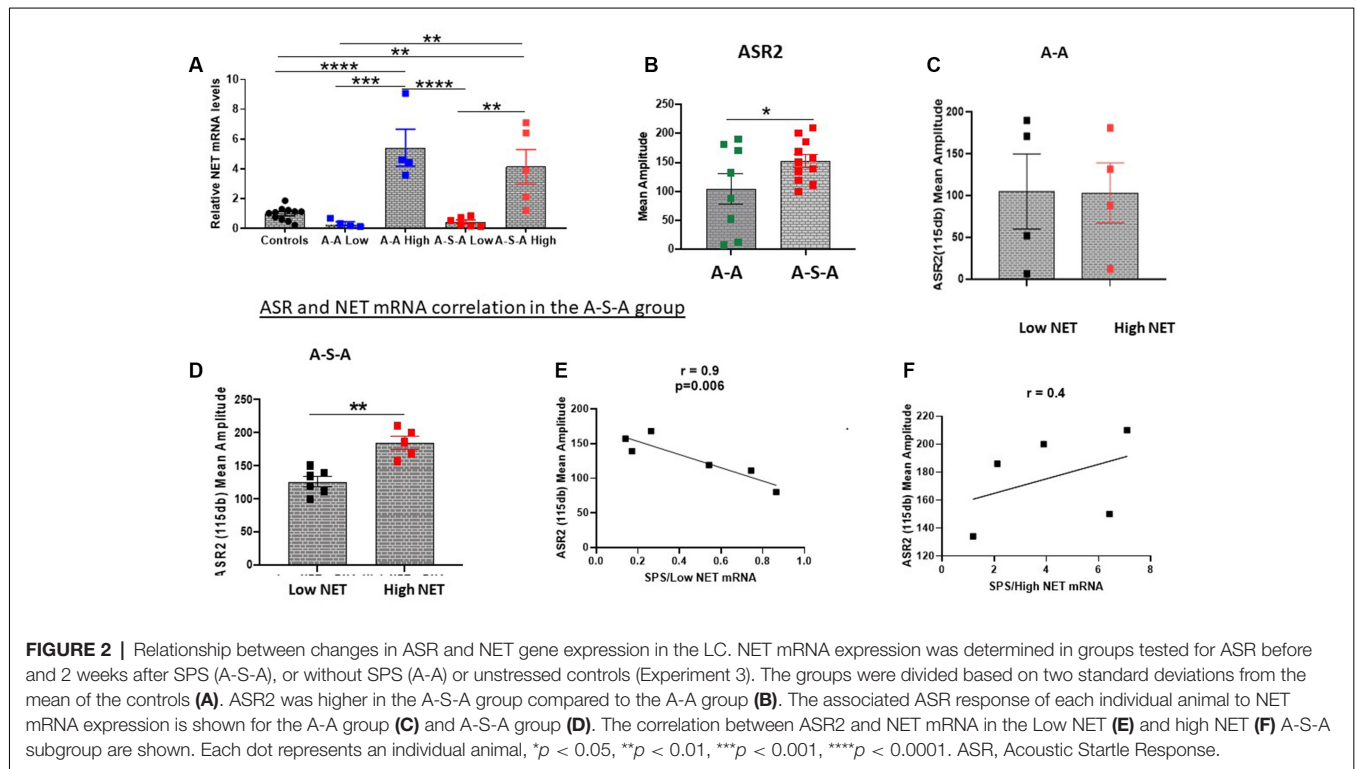 **
**
****
*** ****
**
A
Relative NET mRNA levels
10
8
6
4
2
0
Controls A-A Low A-A High A-S-A Low A-S-A High
B
ASR2
*
Mean Amplitude
250
200
150
100
50
0
A-A A-S-A
C
A-A
ASR2(115db) Mean Amplitude
200
150
100
50
0
Low NET High NET
ASR and NET mRNA correlation in the A-S-A group
D
A-S-A
**
ASR2 (115db) Mean Amplitude
250
200
150
100
50
0
Low NET High NET
E
r = 0.9
p=0.006
ASR2 (115db) Mean Amplitude
200
150
100
50
0
0.0 0.2 0.4 0.6 0.8 1.0
SPS/Low NET mRNA
F
r = 0.4
ASR2 (115db) Mean Amplitude
220
200
180
160
140
120
0 2 4 6 8
SPS/High NET mRNA
FIGURE 2 | Relationship between changes in ASR and NET gene expression in the LC. NET mRNA expression was determined in groups tested for ASR before
and 2 weeks after SPS (A-S-A), or without SPS (A-A) or unstressed controls (Experiment 3). The groups were divided based on two standard deviations from the
mean of the controls (A). ASR2 was higher in the A-S-A group compared to the A-A group (B). The associated ASR response of each individual animal to NET
mRNA expression is shown for the A-A group (C) and A-S-A group (D). The correlation between ASR2 and NET mRNA in the Low NET (E) and high NET (F) A-S-A
subgroup are shown. Each dot represents an individual animal, *p < 0.05, **p < 0.01, ***p < 0.001, ****p < 0.0001. ASR, Acoustic Startle Response.